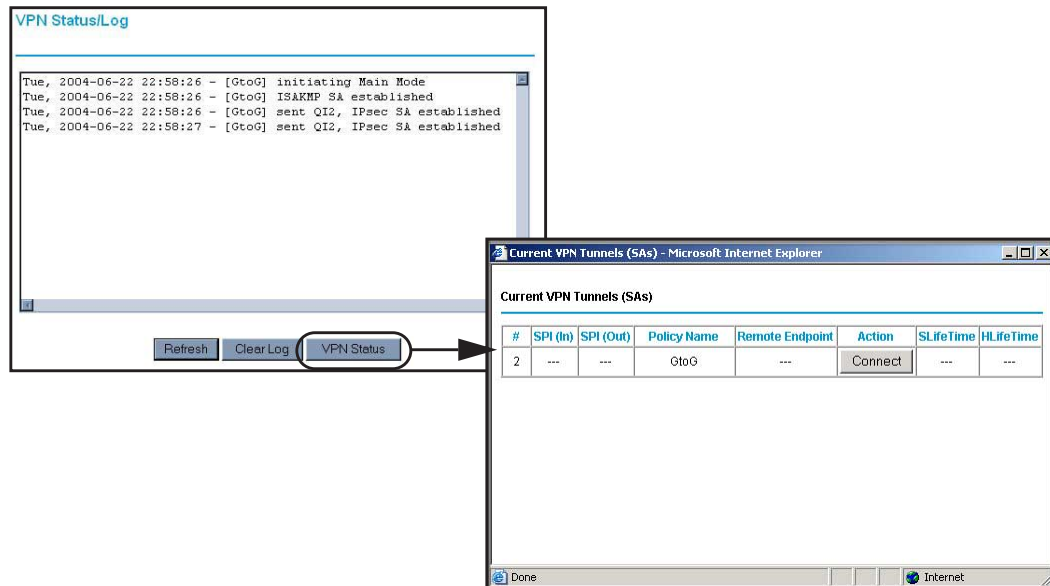 VPN Status/Log
Tue, 2004-06-22 22:58:26 - [GtoG] initiating Main Mode
Tue, 2004-06-22 22:58:26 - [GtoG] ISAKMP SA established
Tue, 2004-06-22 22:58:26 - [GtoG] sent QI2, IPsec SA established
Tue, 2004-06-22 22:58:27 - [GtoG] sent QI2, IPsec SA established
Refresh Clear Log VPN Status
Current VPN Tunnels (SAs) - Microsoft Internet Explorer
Current VPN Tunnels (SAs)
# SPI (In) SPI (Out) Policy Name Remote Endpoint Action SLifeTime HLifeTime
2 --- --- GtoG --- Connect --- ---
Done Internet